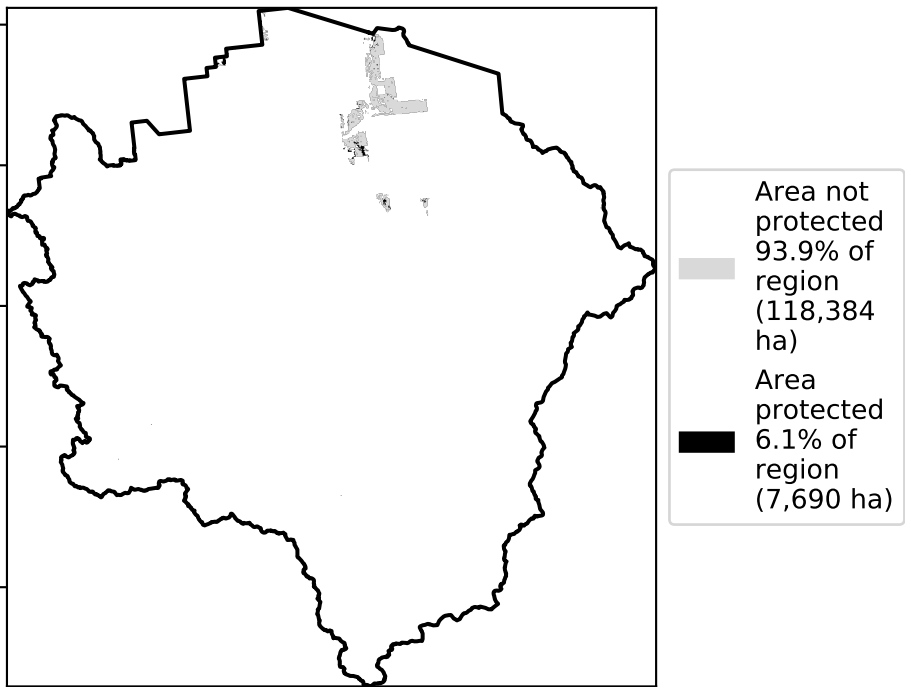 Area not
protected
93.9% of
region
(118,384
ha)
Area
protected
6.1% of
region
(7,690 ha)